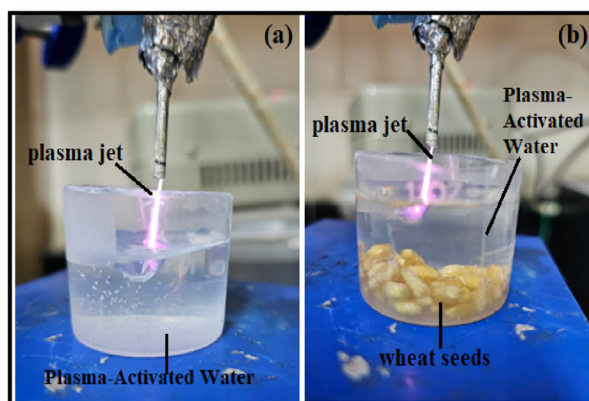 (a)
plasma jet
Plasma-Activated Water
(b)
plasma jet
Plasma-
Activated
Water
wheat seeds